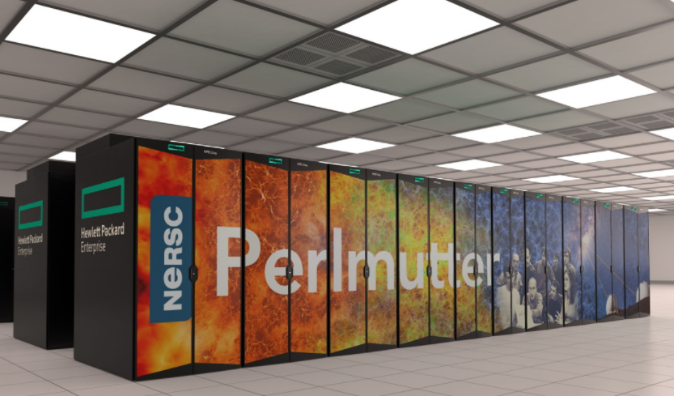 Hewlett Packard
Enterprise
Hewlett Packard
Enterprise
NERSC
Perlmutter